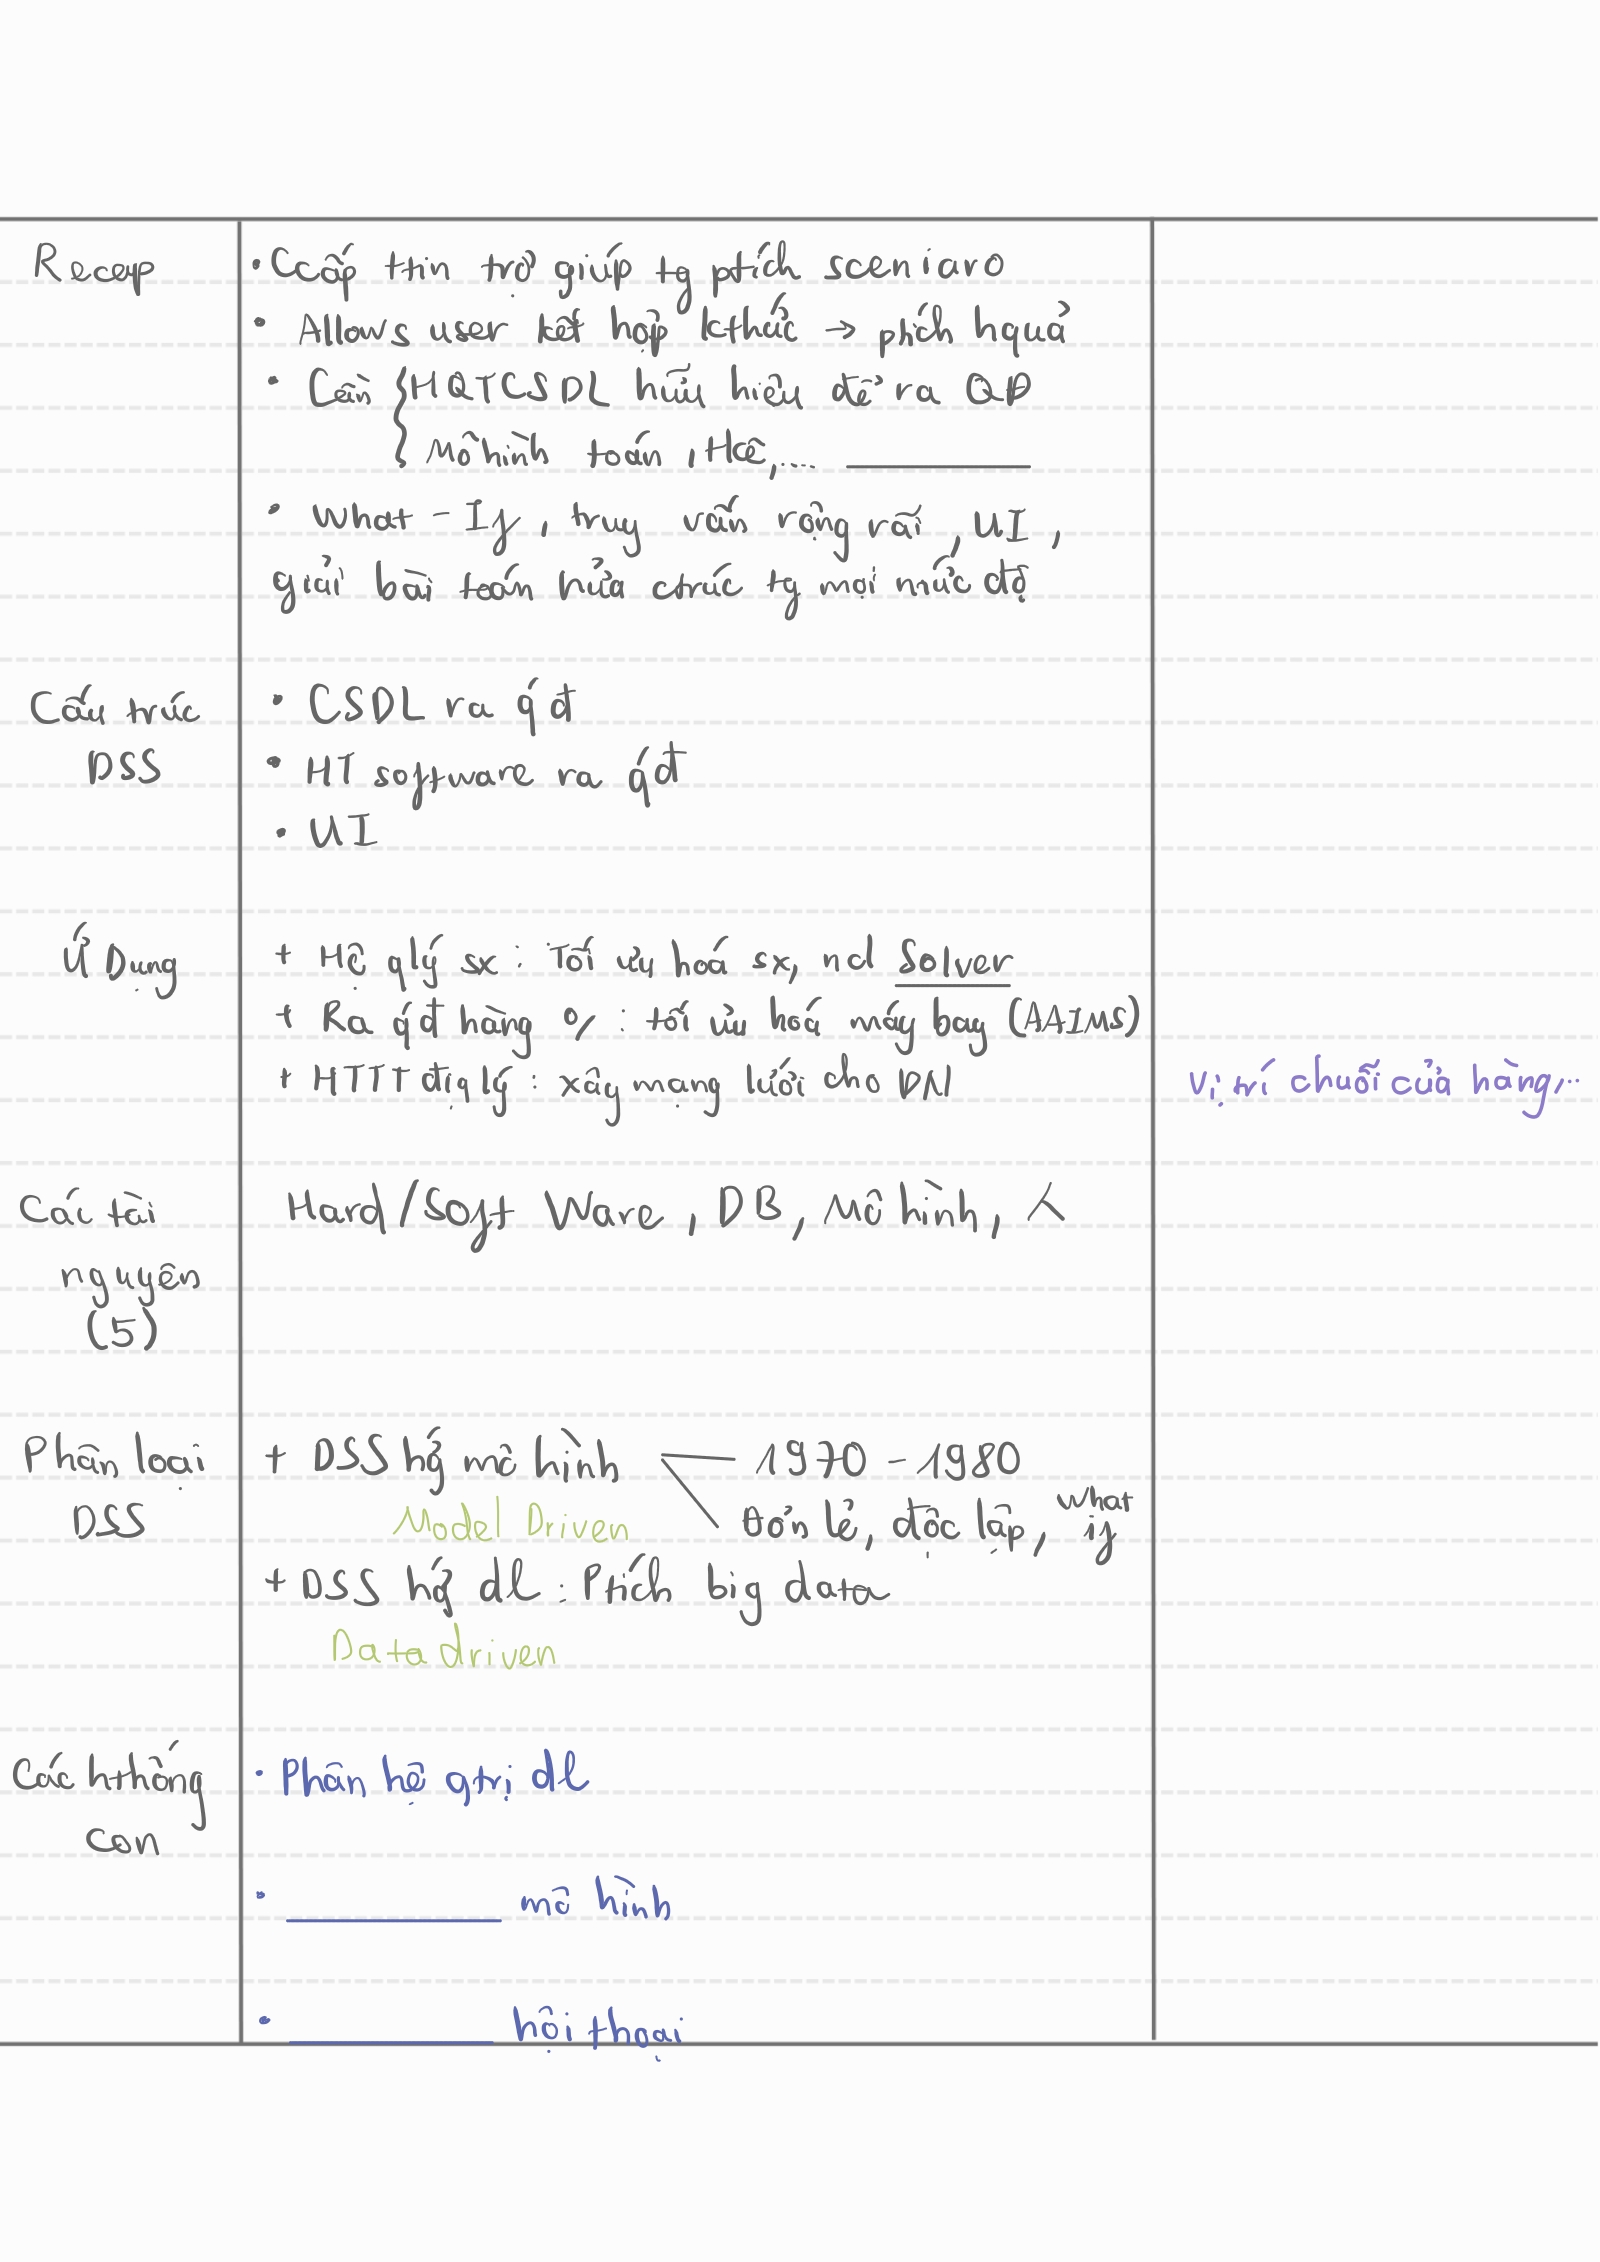 Recap
• Ccấp ttin trợ giúp tg ptích sceniaro
• Allows user kết hợp kthức → phích hquả
• Cần { HQTCSDL hữu hiệu để ra QĐ
Mô hình toán, Hcê,.... ______
• What - If, truy vấn rộng rãi, UI,
giải bài toán nửa ctrúc tg mọi mức độ
Cấu trúc
DSS
• CSDL ra qđ
• HT software ra qđ
• UI
Ứ Dụng
+ Hệ qlý sx : Tối ưu hoá sx, nd Solver
+ Ra qđ hàng % : tối ưu hoá máy bay (AAIMS)
+ HTTT địa lý : xây mạng lưới cho DN
Vị trí chuỗi cửa hàng,...
Các tài
nguyên
(5)
Hard/Soft Ware, DB, Mô hình, 人
Phân loại
DSS
+ DSS hg mô hình
1970 - 1980
Model Driven
Đơn lẻ, độc lập, what if
+ DSS hg dl : Ptích big data
Data driven
Các hthống
con
• Phân hệ qtrị dl
• ______ mô hình
• ______ hội thoại